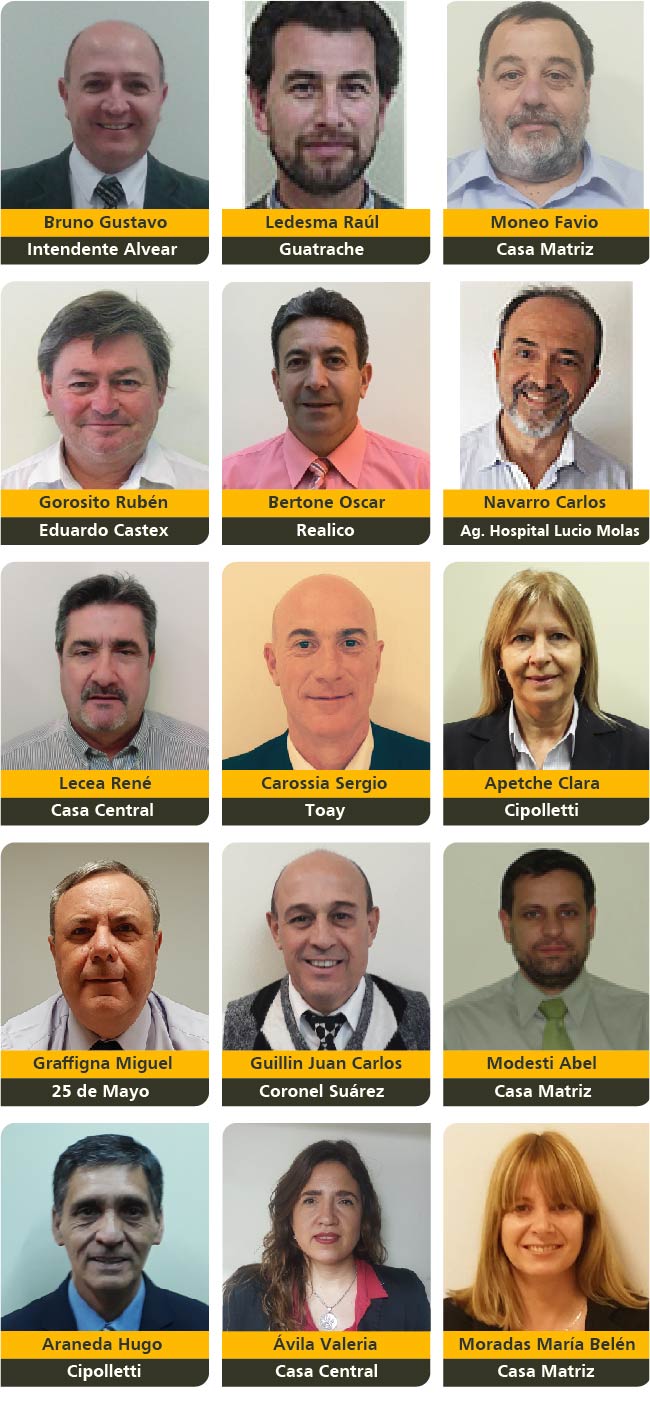 Bruno Gustavo
Intendente Alvear
Ledesma Raúl
Guatrache
Moneo Favio
Casa Matriz
Gorosito Rubén
Eduardo Castex
Bertone Oscar
Realico
Navarro Carlos
Ag. Hospital Lucio Molas
Lecea René
Casa Central
Carossia Sergio
Toay
Apetche Clara
Cipolletti
Graffigna Miguel
25 de Mayo
Guillin Juan Carlos
Coronel Suárez
Modesti Abel
Casa Matriz
Araneda Hugo
Cipolletti
Ávila Valeria
Casa Central
Moradas María Belén
Casa Matriz